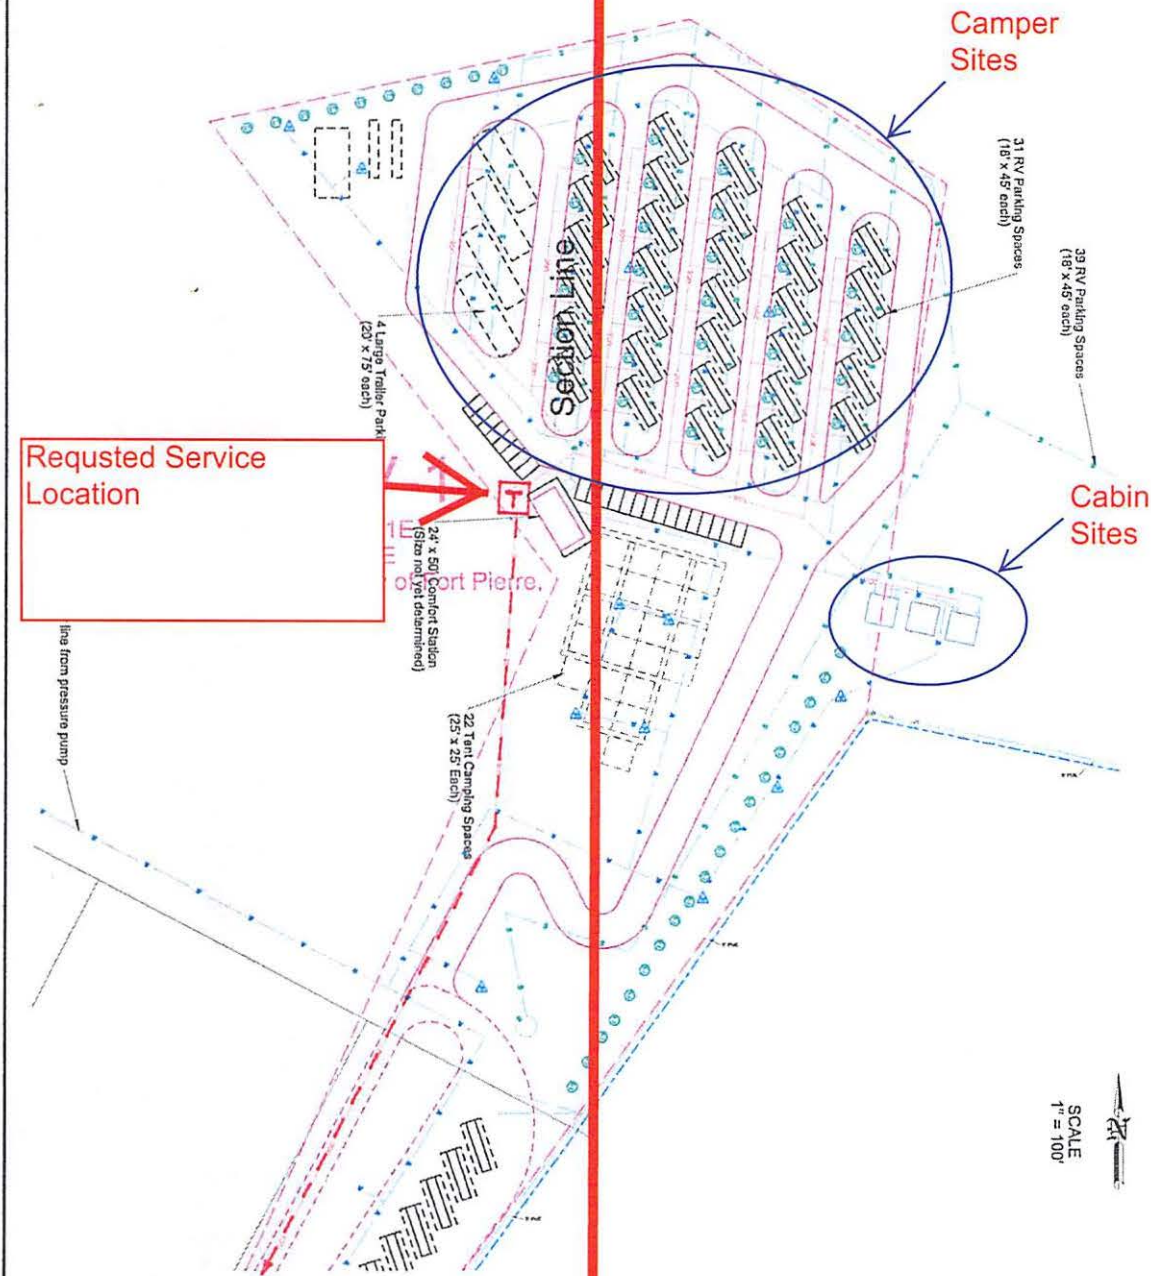 Camper
Sites
31 RV Parking Spaces
(18' x 45' each)
39 RV Parking Spaces
(18' x 45' each)
Section Line
4 Large Trailer Parki
(20' x 75' each)
Requsted Service
Location
T
24' x 50' Comfort Station
(Size not yet determined)
of Fort Pierre.
Cabin
Sites
22 Tent Camping Spaces
(25' x 25' Each)
line from pressure pump
SCALE
1" = 100'